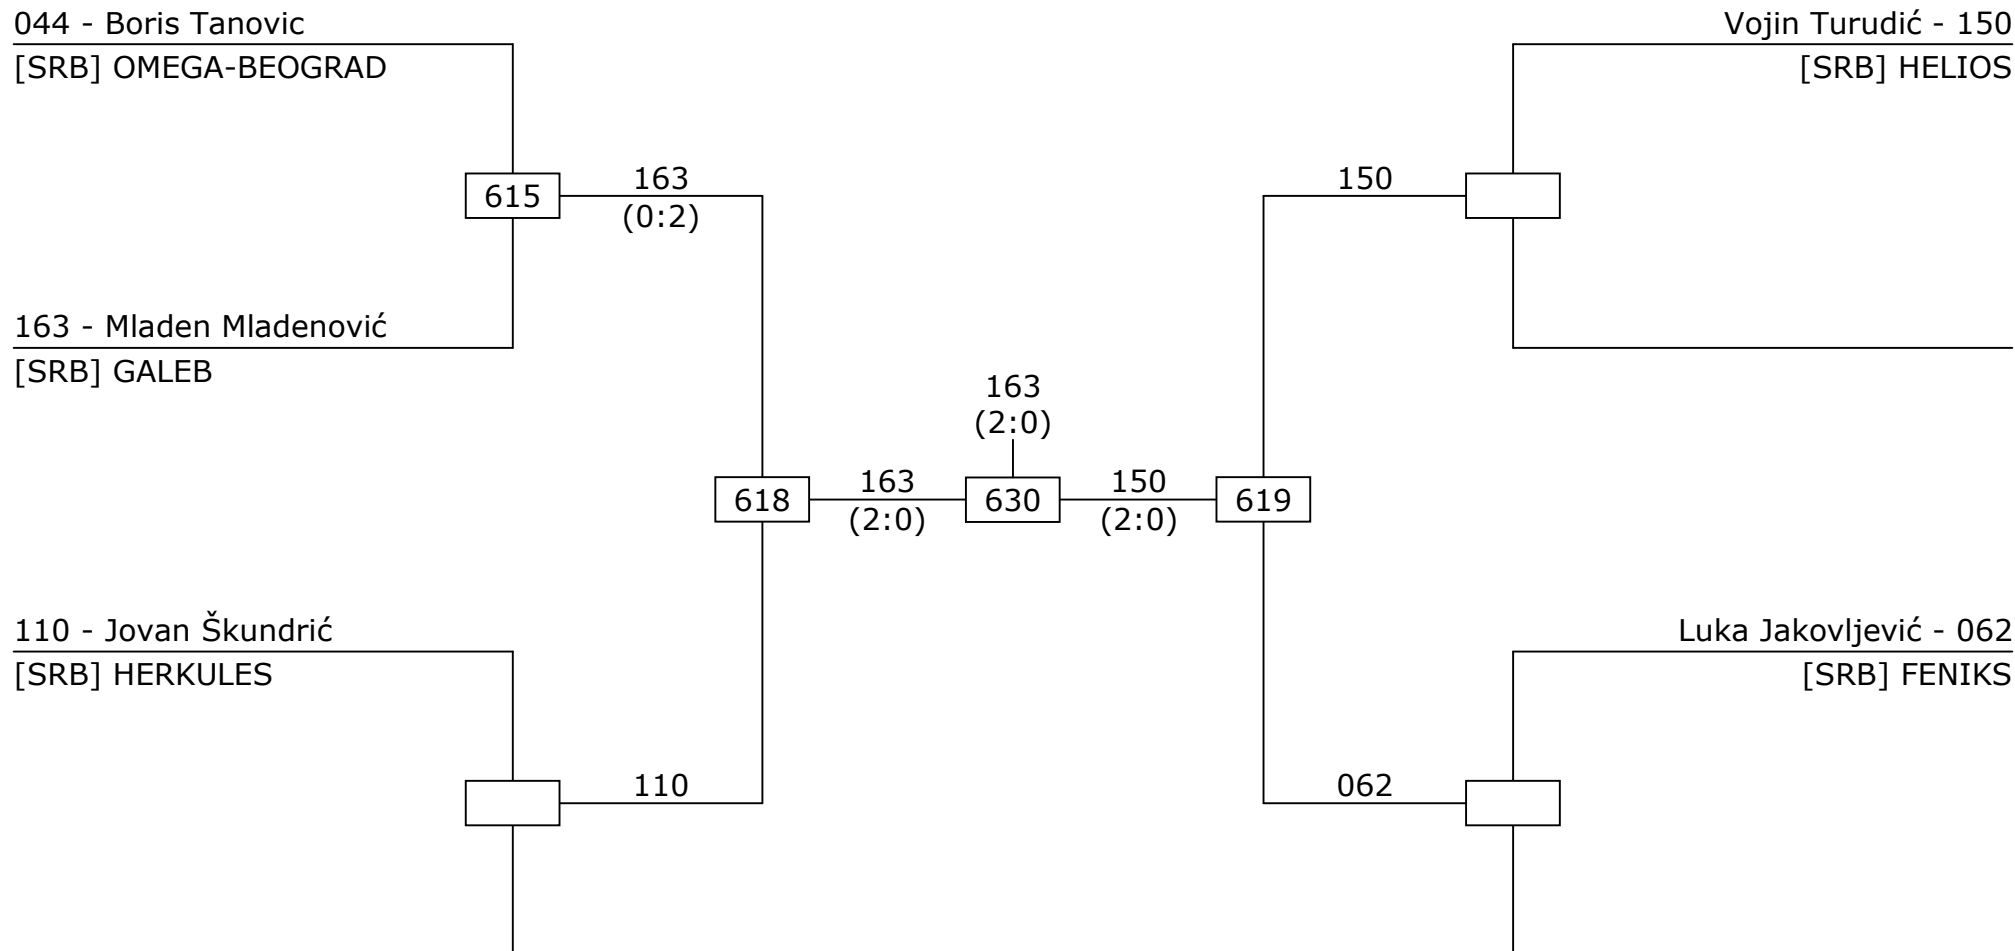 044 - Boris Tanovic
[SRB] OMEGA-BEOGRAD
Vojin Turudić - 150
[SRB] HELIOS
615
163
(0:2)
150
163 - Mladen Mladenović
[SRB] GALEB
163
(2:0)
618
163
(2:0)
630
150
(2:0)
619
110 - Jovan Škundrić
[SRB] HERKULES
Luka Jakovljević - 062
[SRB] FENIKS
110
062